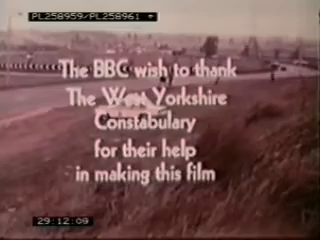 PL258959/PL258961
The BBC wish to thank
The West Yorkshire
Constabulary
for their help
in making this film
29:12:09